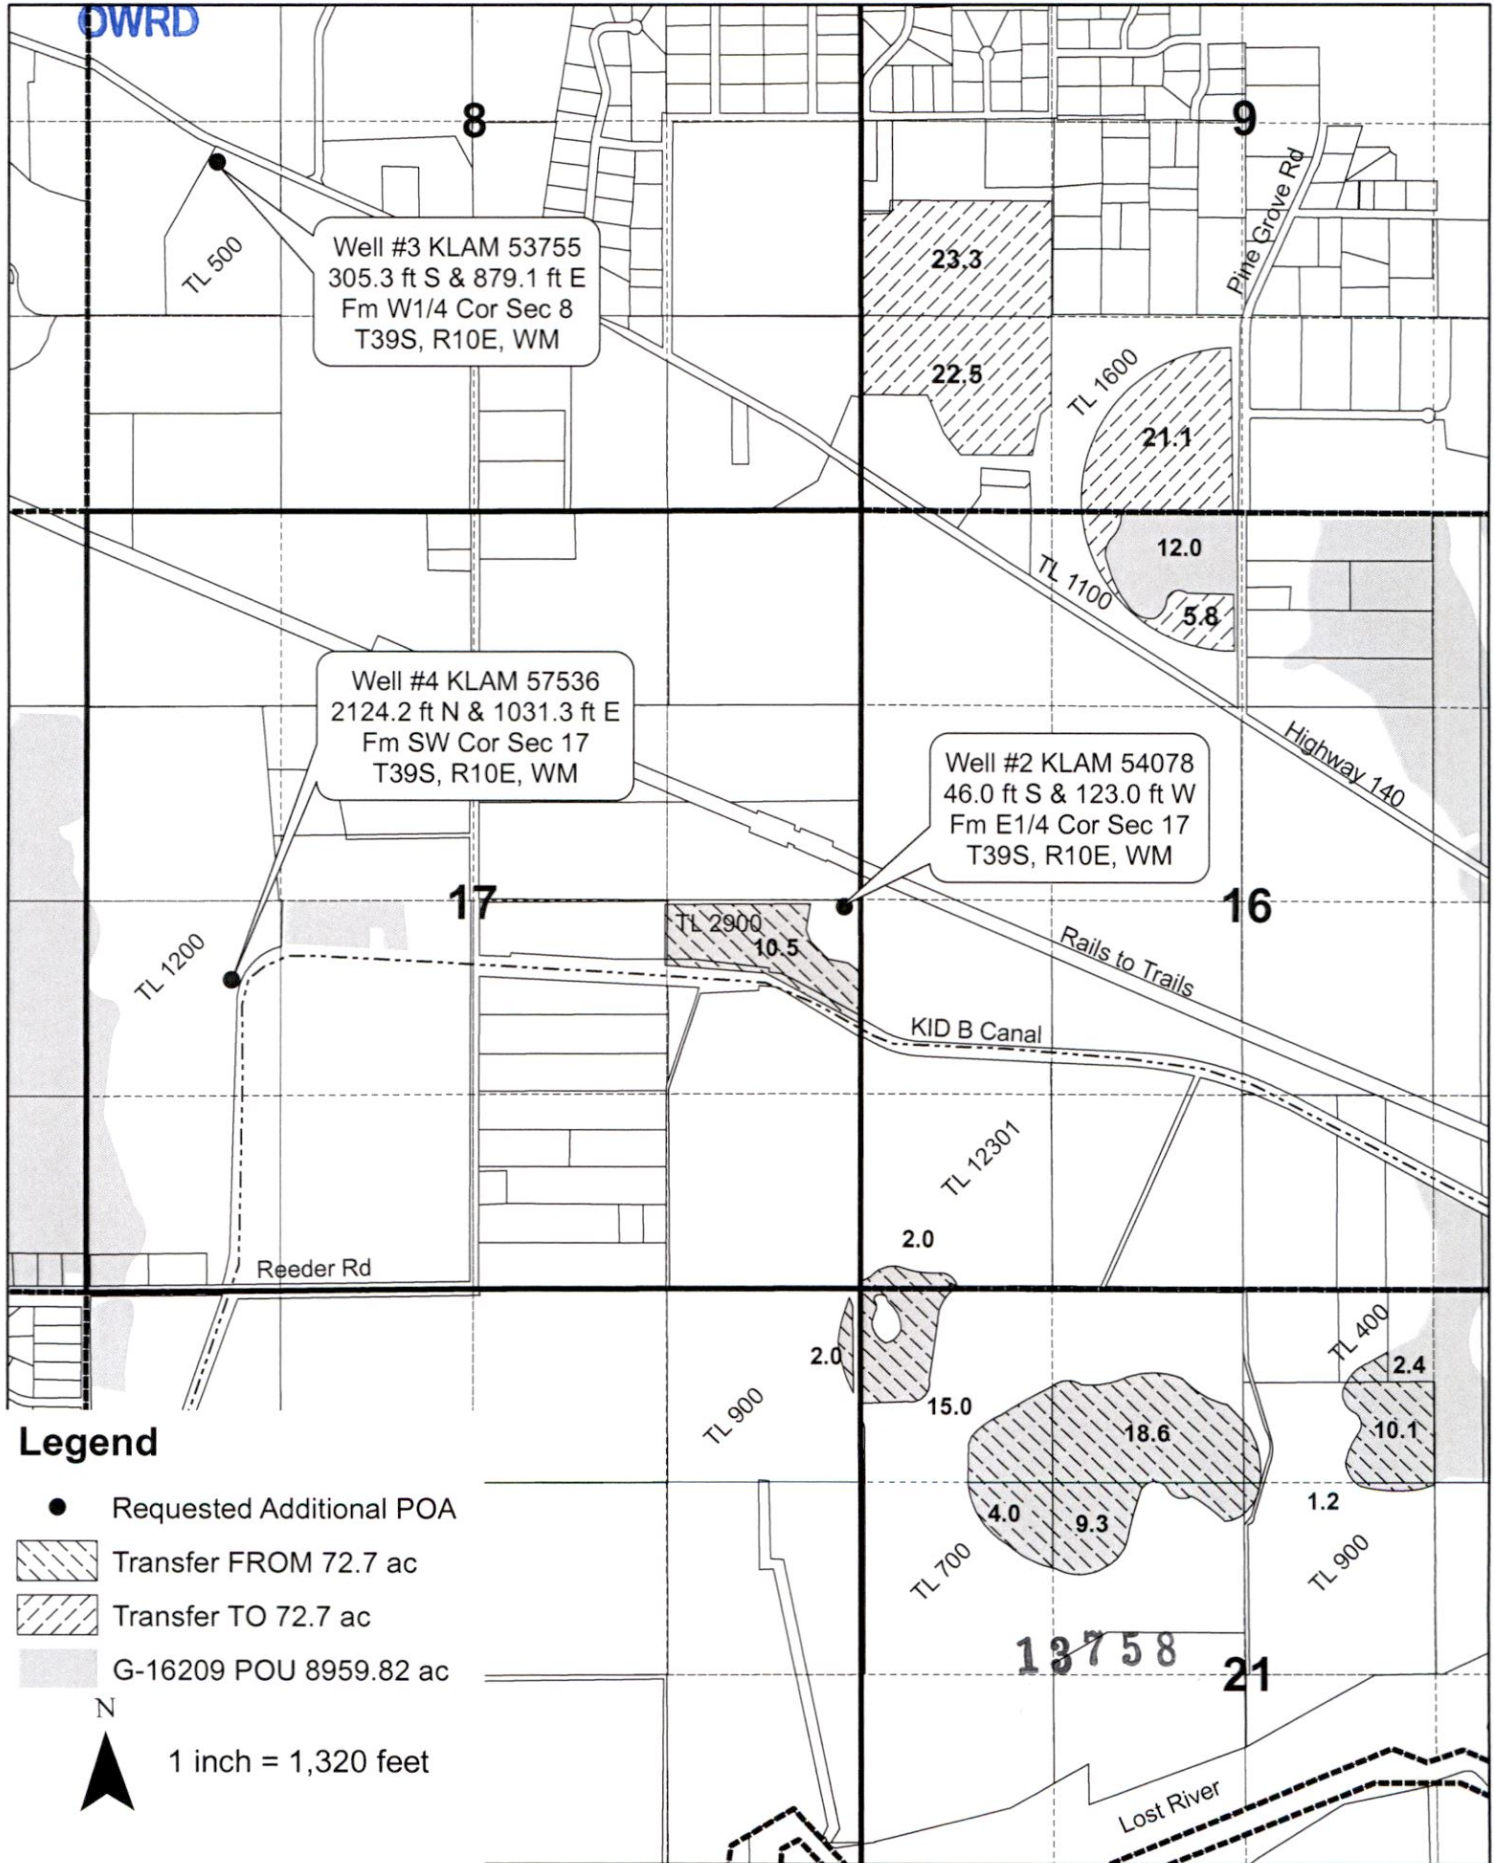 OWRD
8
9
Pine Grove Rd
Well #3 KLAM 53755
305.3 ft S & 879.1 ft E
Fm W1/4 Cor Sec 8
T39S, R10E, WM
TL 500
23.3
22.5
TL 1600
21.1
12.0
TL 1100
5.8
Well #4 KLAM 57536
2124.2 ft N & 1031.3 ft E
Fm SW Cor Sec 17
T39S, R10E, WM
Highway 140
Well #2 KLAM 54078
46.0 ft S & 123.0 ft W
Fm E1/4 Cor Sec 17
T39S, R10E, WM
17
16
TL 2900
10.5
TL 1200
Rails to Trails
KID B Canal
TL 12301
2.0
Reeder Rd
2.0
TL 900
15.0
TL 400
2.4
18.6
10.1
4.0
9.3
1.2
TL 700
TL 900
13758
21
Lost River
Legend
Requested Additional POA
Transfer FROM 72.7 ac
Transfer TO 72.7 ac
G-16209 POU 8959.82 ac
N
1 inch = 1,320 feet